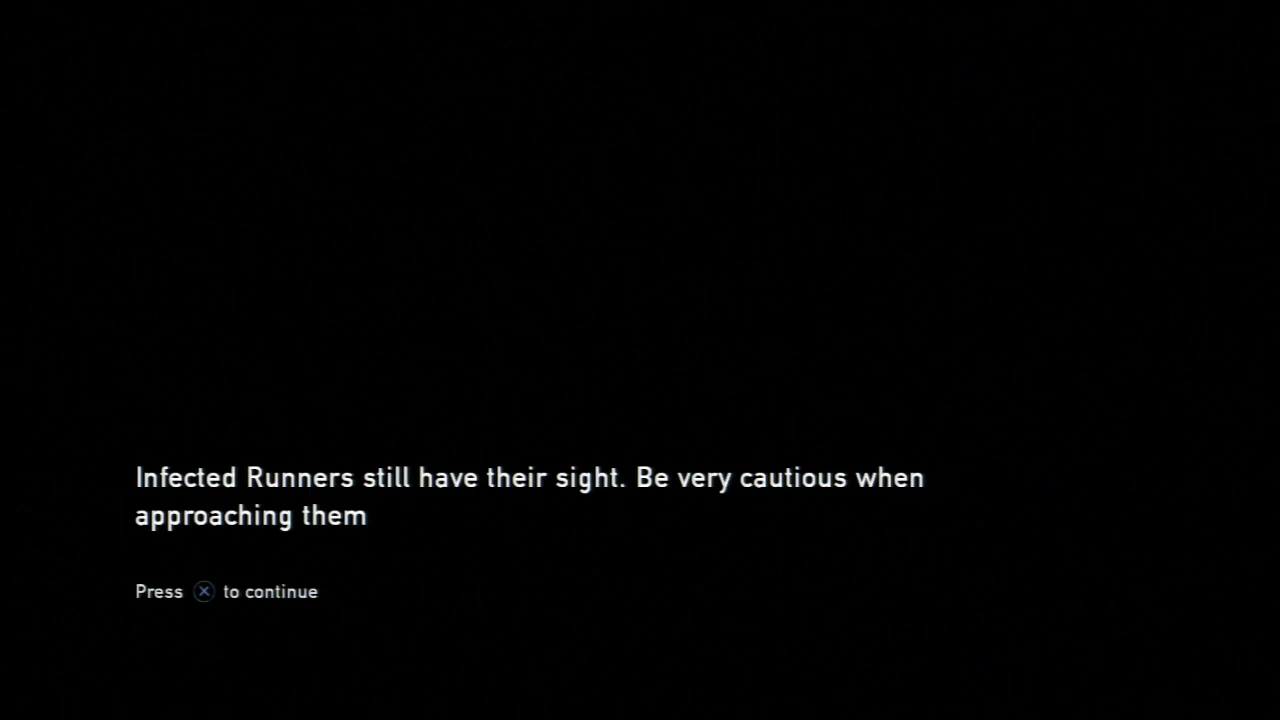 Infected Runners still have their sight. Be very cautious when
approaching them
Press ⓧ to continue